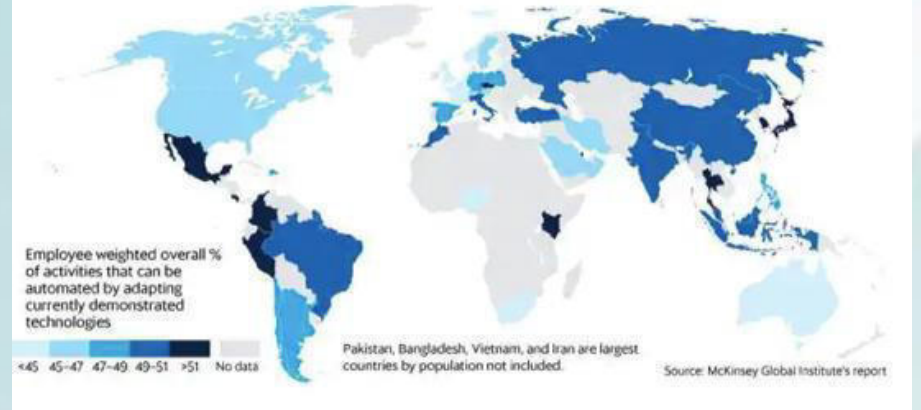 Employee weighted overall %
of activities that can be
automated by adapting
currently demonstrated
technologies
<45 45–47 47–49 49–51 >51 No data
Pakistan, Bangladesh, Vietnam, and Iran are largest
countries by population not included.
Source: McKinsey Global Institute's report